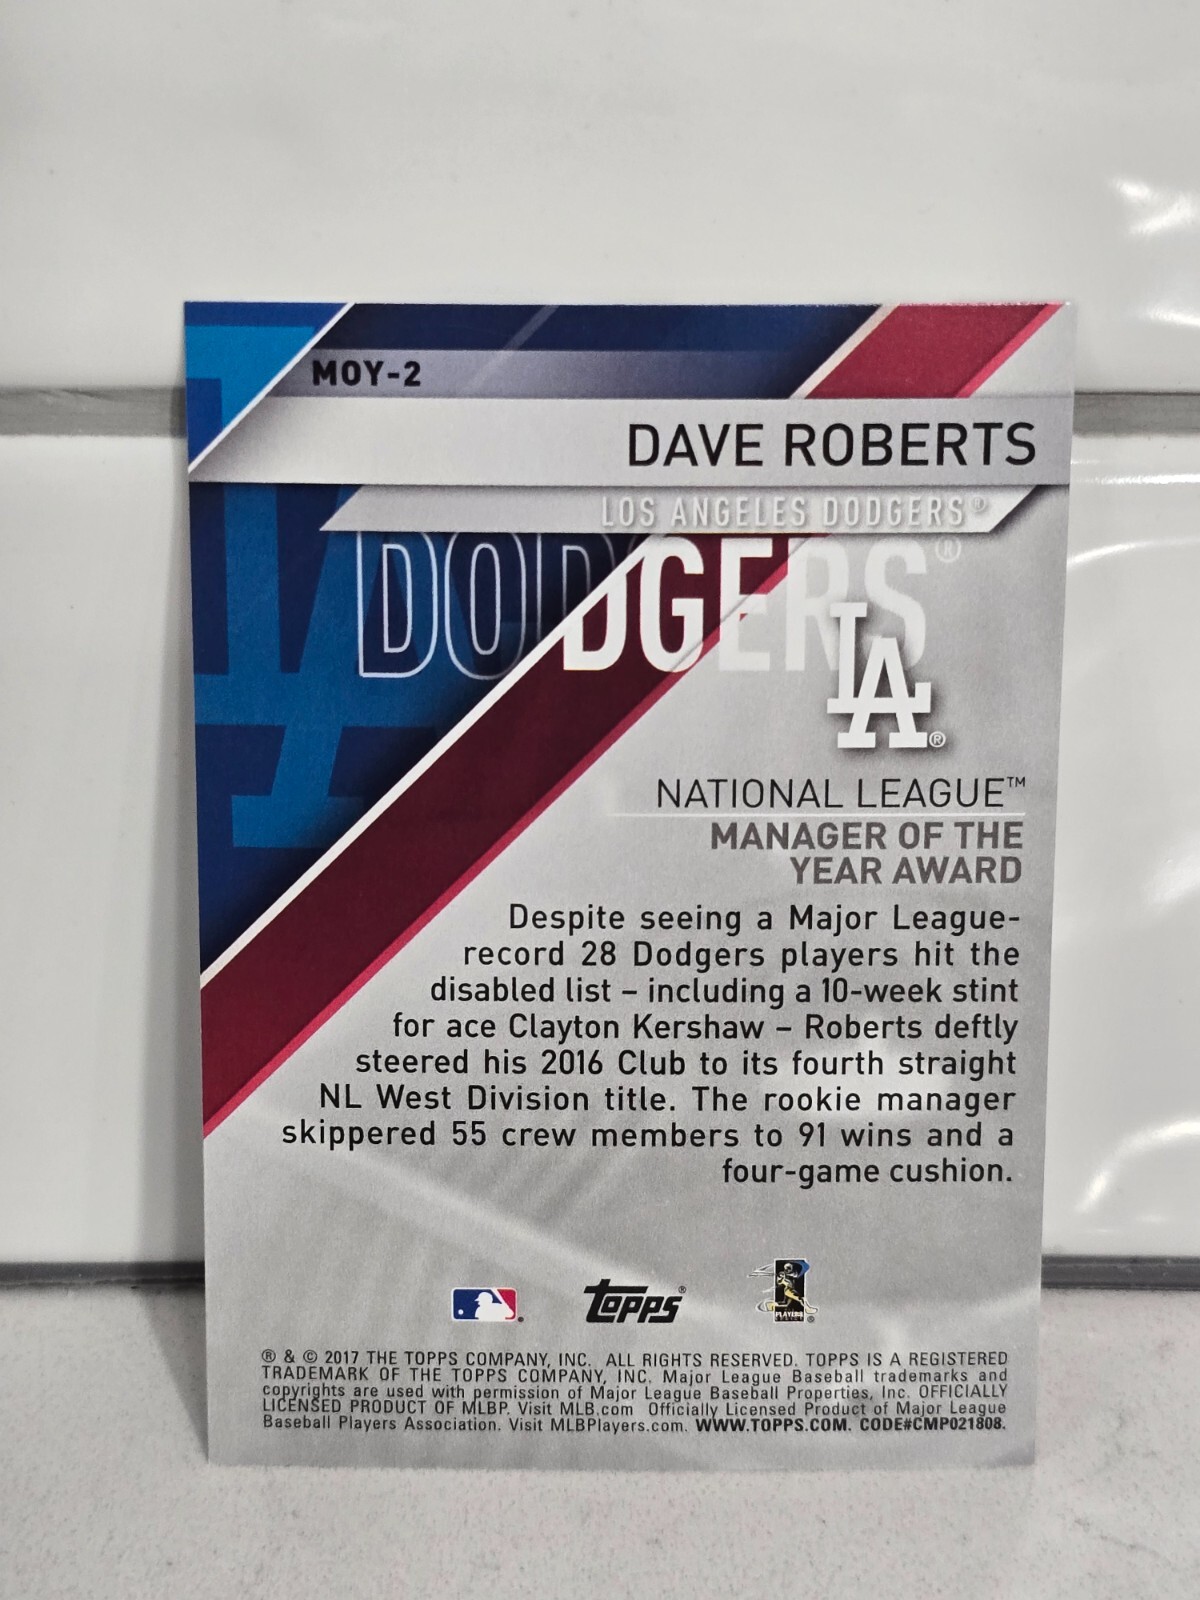 MOY-2
DAVE ROBERTS
LOS ANGELES DODGERS®
DODGERS®
LA®
NATIONAL LEAGUE™
MANAGER OF THE
YEAR AWARD
Despite seeing a Major League-
record 28 Dodgers players hit the
disabled list – including a 10-week stint
for ace Clayton Kershaw – Roberts deftly
steered his 2016 Club to its fourth straight
NL West Division title. The rookie manager
skippered 55 crew members to 91 wins and a
four-game cushion.
topps®
PLAYERS
® & © 2017 THE TOPPS COMPANY, INC. ALL RIGHTS RESERVED. TOPPS IS A REGISTERED
TRADEMARK OF THE TOPPS COMPANY, INC. Major League Baseball trademarks and
copyrights are used with permission of Major League Baseball Properties, Inc. OFFICIALLY
LICENSED PRODUCT OF MLBP. Visit MLB.com Officially Licensed Product of Major League
Baseball Players Association. Visit MLBPlayers.com. WWW.TOPPS.COM. CODE#CMP021808.